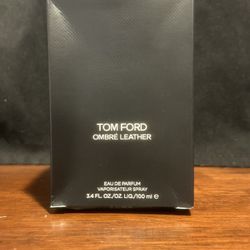 TOM FORD
OMBRÉ LEATHER
EAU DE PARFUM
VAPORISATEUR SPRAY
3.4 FL. OZ./OZ. LIQ./100 ml ℮